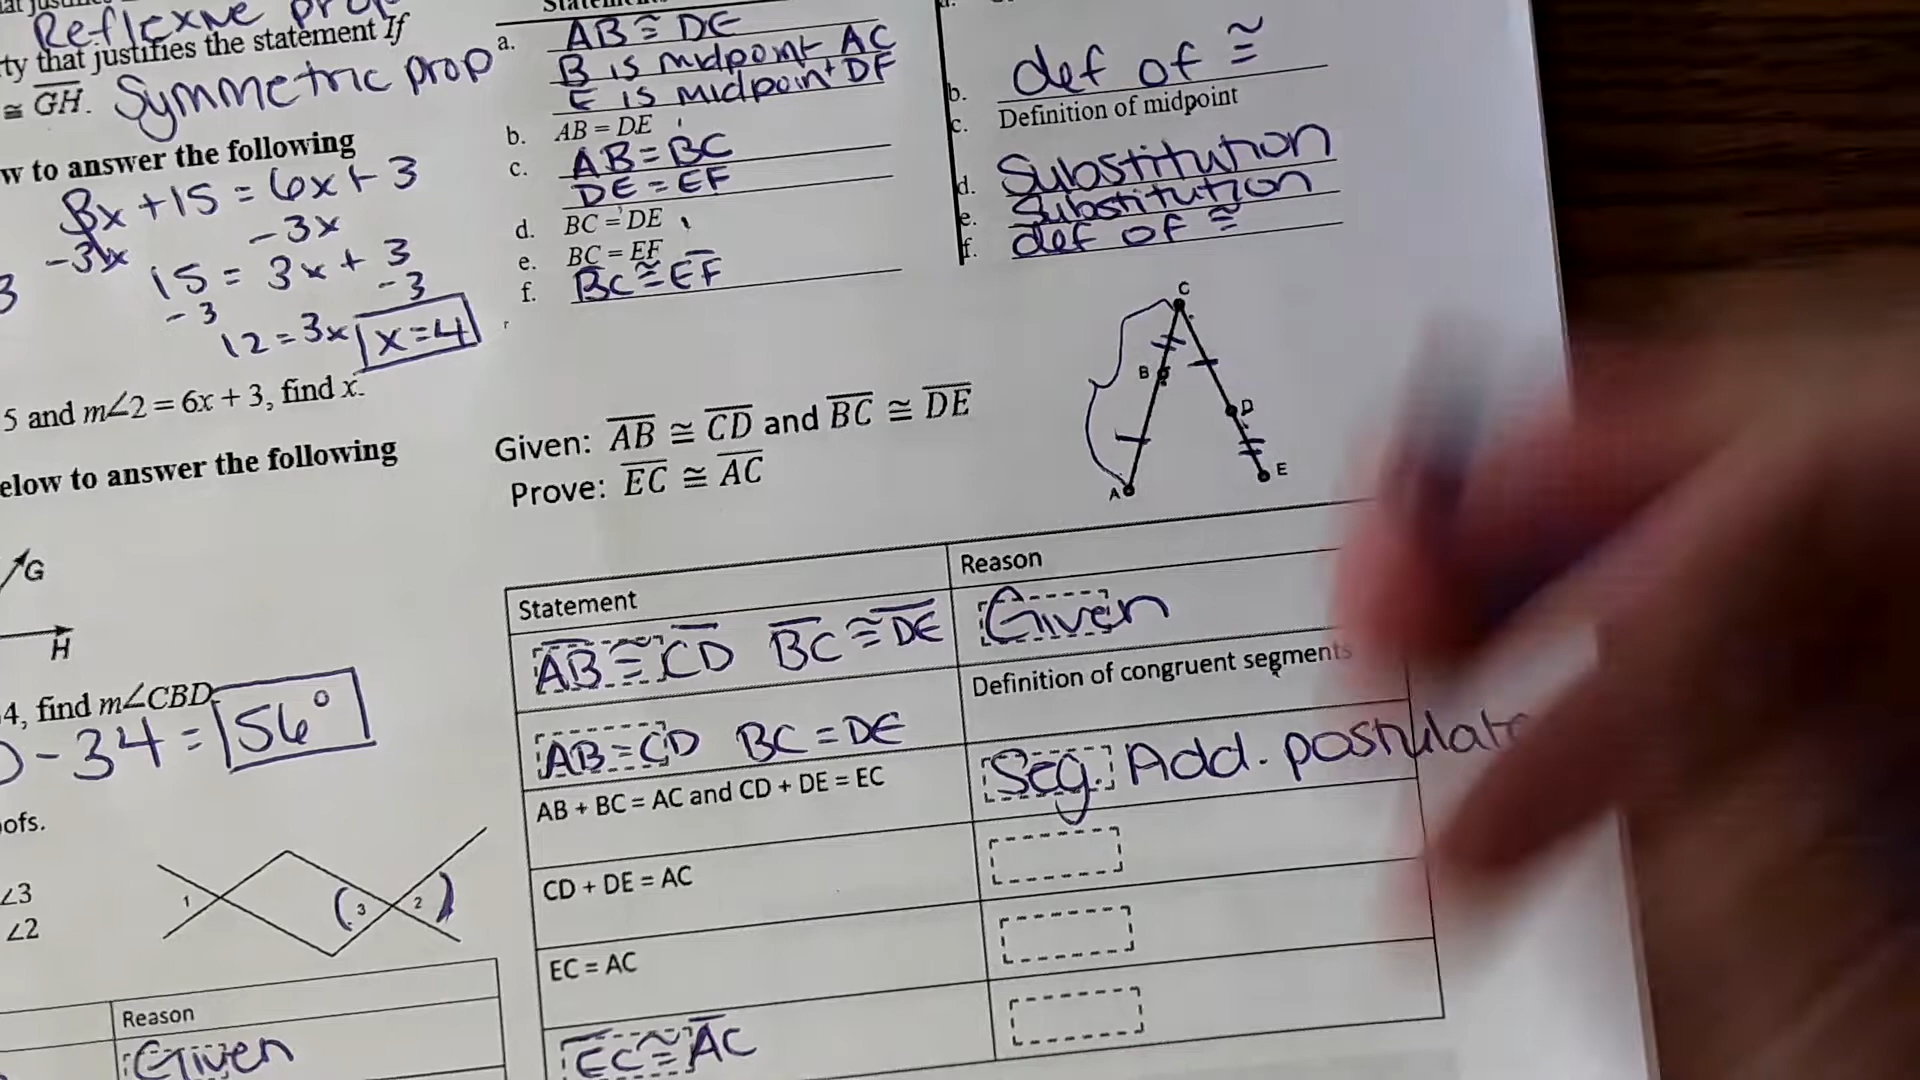 Reflexive prop
rty that justifies the statement If
≅ GH. Symmetric prop
w to answer the following
3x + 15 = 6x + 3
-3x -3x
15 = 3x + 3
-3 -3
12 = 3x x = 4
5 and m∠2 = 6x + 3, find x.
elow to answer the following
G
H
4, find m∠CBD.
- 34 = 56°
ofs.
∠3
∠2
1 3 2
Reason
Given
a. AB ≅ DE
B is midpoint AC
E is midpoint DF
b. AB = DE
c. AB = BC
DE = EF
d. BC = DE
e. BC = EF
f. BC ≅ EF
b. def of ≅
c. Definition of midpoint
d. Substitution
e. Substitution
f. def of ≅
C
B
D
A
E
Given: AB ≅ CD and BC ≅ DE
Prove: EC ≅ AC
Statement Reason
AB ≅ CD BC ≅ DE Given
AB = CD BC = DE Definition of congruent segments
AB + BC = AC and CD + DE = EC Seg. Add. postulate
CD + DE = AC
EC = AC
EC ≅ AC